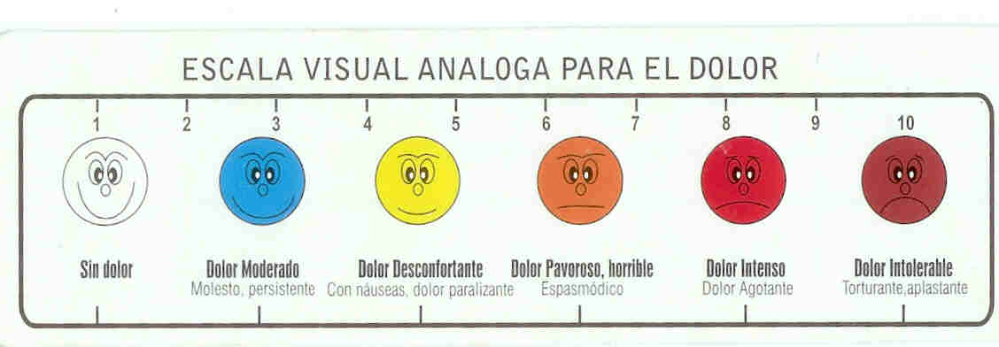 ESCALA VISUAL ANALOGA PARA EL DOLOR
1 2 3 4 5 6 7 8 9 10
Sin dolor Dolor Moderado Dolor Desconfortante Dolor Pavoroso, horrible Dolor Intenso Dolor Intolerable
Molesto, persistente Con náuseas, dolor paralizante Espasmódico Dolor Agotante Torturante,aplastante